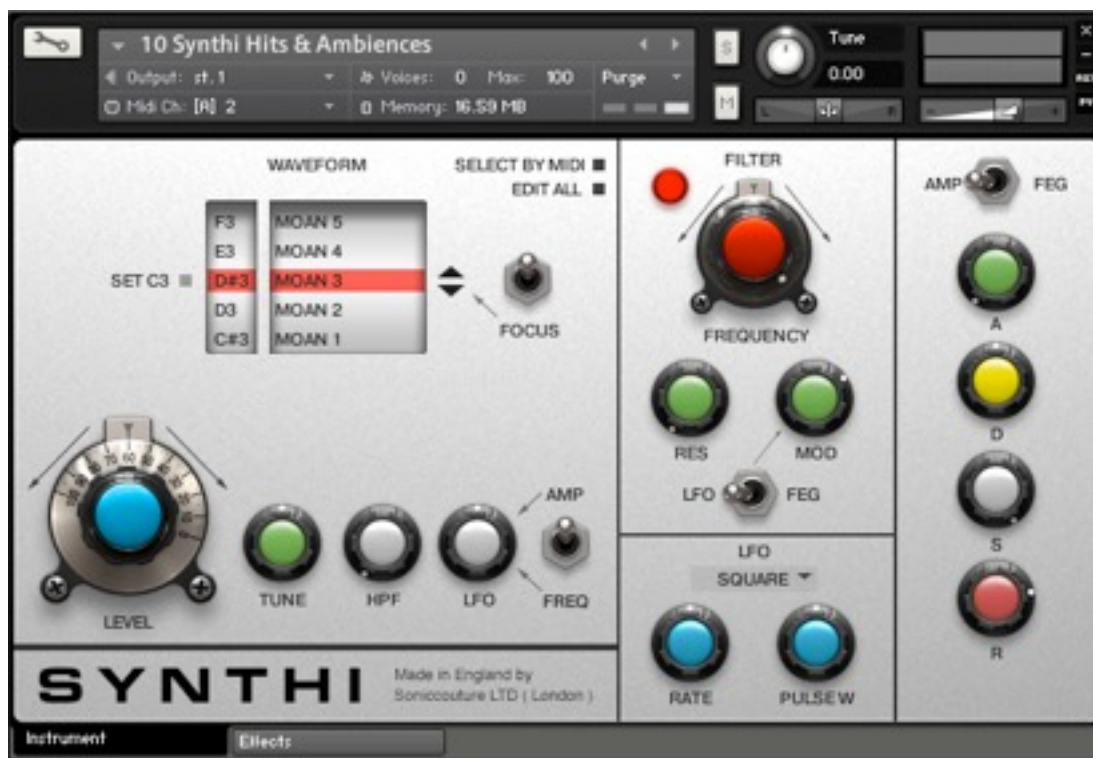 10 Synthi Hits & Ambiences
Output: st.1 Voices: 0 Max: 100 Purge
Midi Ch: [A] 2 Memory: 16.59 MB
S
M
Tune
0.00
L R
WAVEFORM
SELECT BY MIDI
EDIT ALL
SET C3
F3 MOAN 5
E3 MOAN 4
D#3 MOAN 3
D3 MOAN 2
C#3 MOAN 1
FOCUS
LEVEL
TUNE
HPF
LFO
AMP
FREQ
FILTER
FREQUENCY
RES
MOD
LFO FEG
LFO
SQUARE
RATE
PULSE W
AMP FEG
A
D
S
R
SYNTHI
Made in England by
Soniccouture LTD ( London )
Instrument
Effects